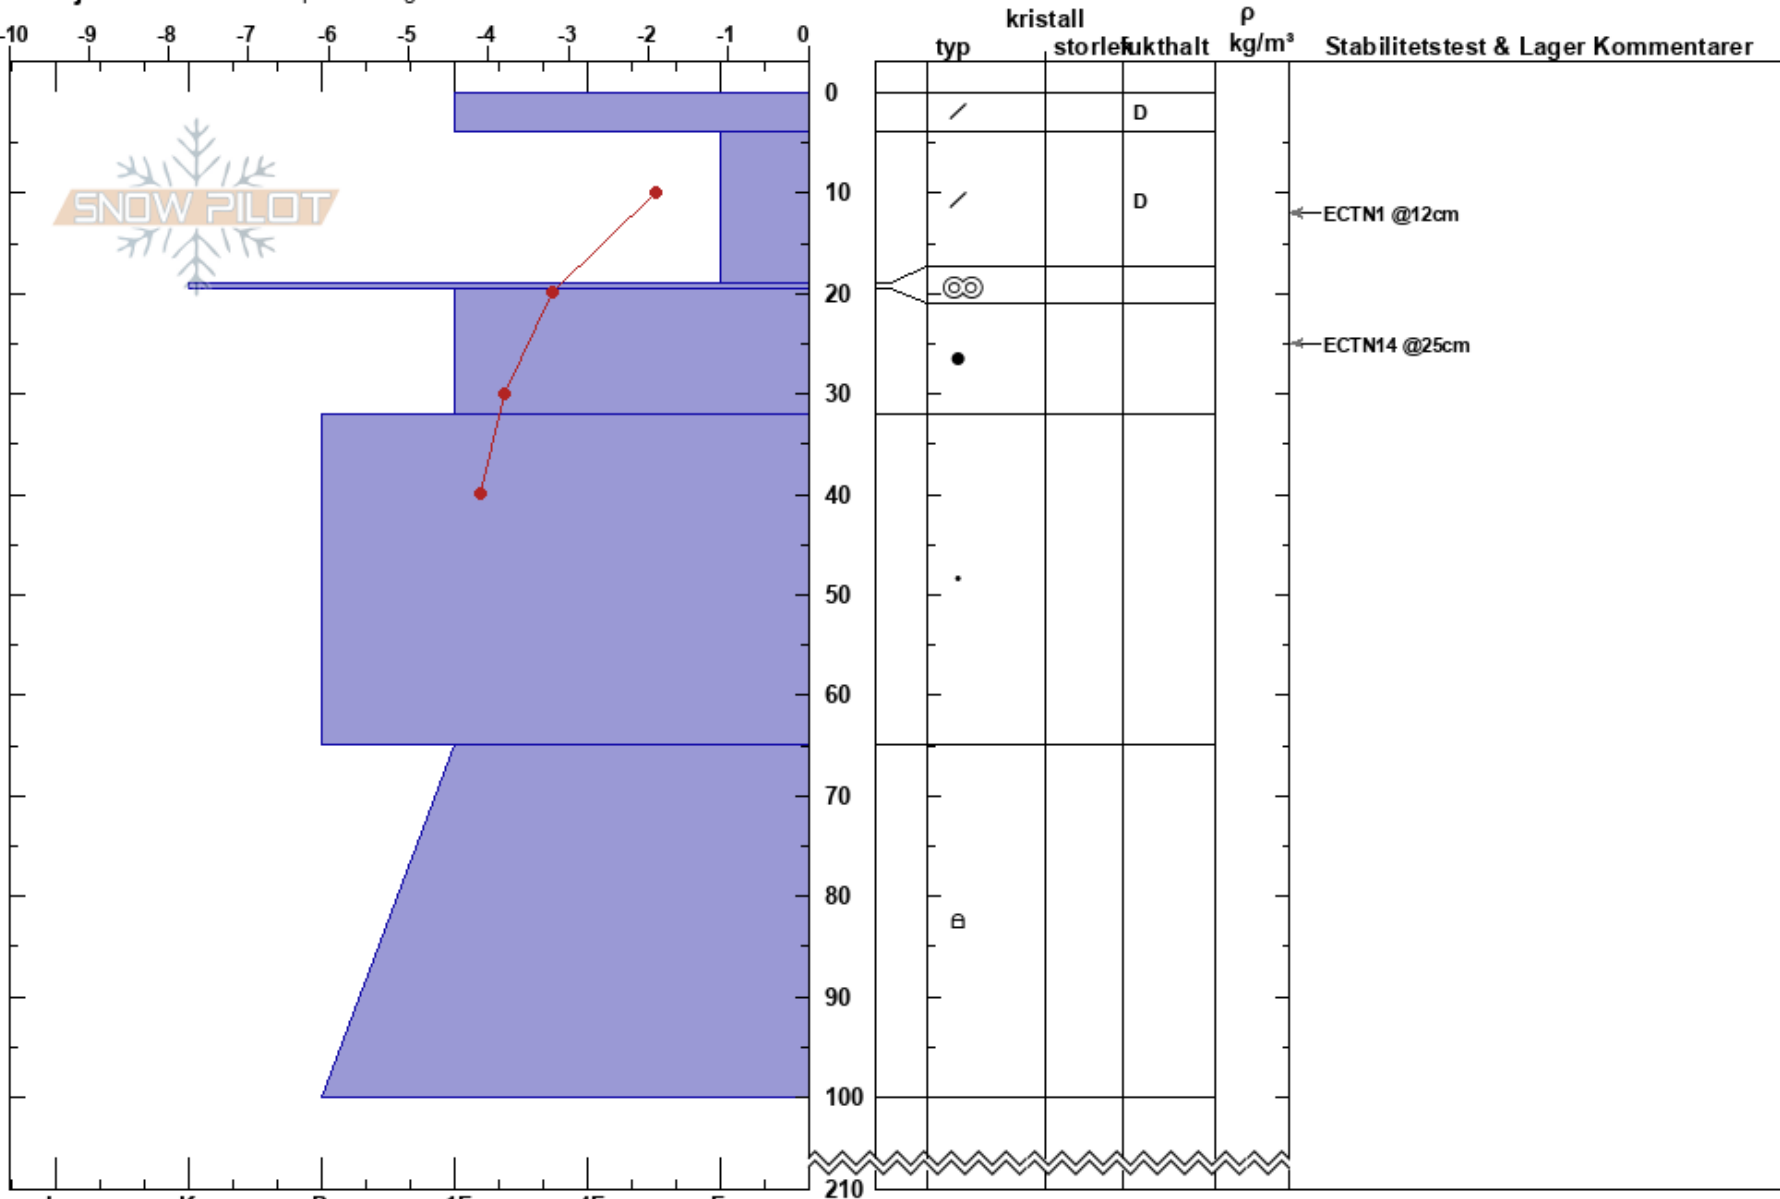 -10 -9 -8 -7 -6 -5 -4 -3 -2 -1 0
kristall ρ
typ storlek fukthalt kg/m³ Stabilitetstest & Lager Kommentarer
0
D
SNOW PILOT
10
D
ECTN1 @12cm
20
ECTN14 @25cm
30
40
50
60
70
80
90
100
210